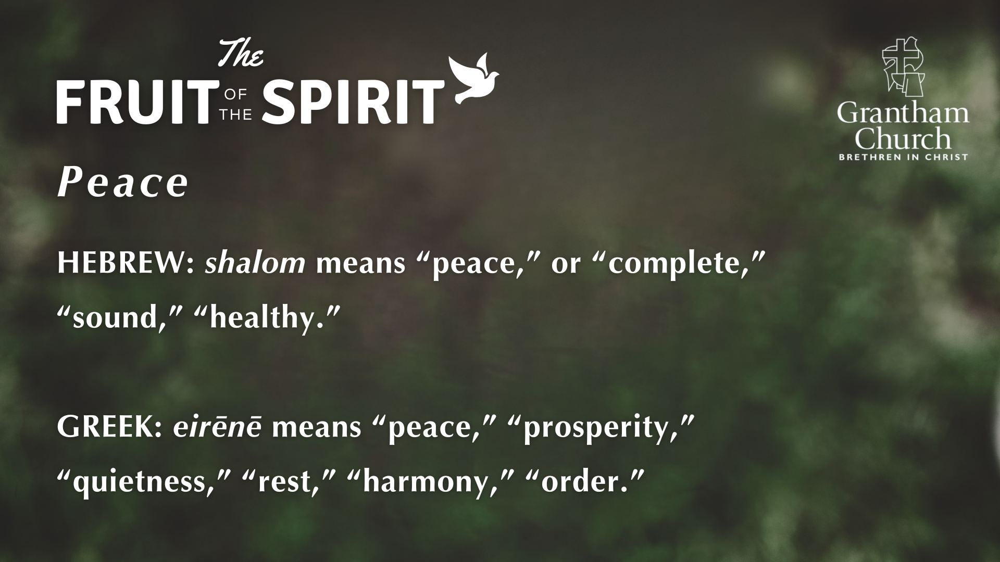 The
FRUIT OF THE SPIRIT
Grantham
Church
BRETHREN IN CHRIST
Peace
HEBREW: shalom means “peace,” or “complete,”
“sound,” “healthy.”
GREEK: eirēnē means “peace,” “prosperity,”
“quietness,” “rest,” “harmony,” “order.”